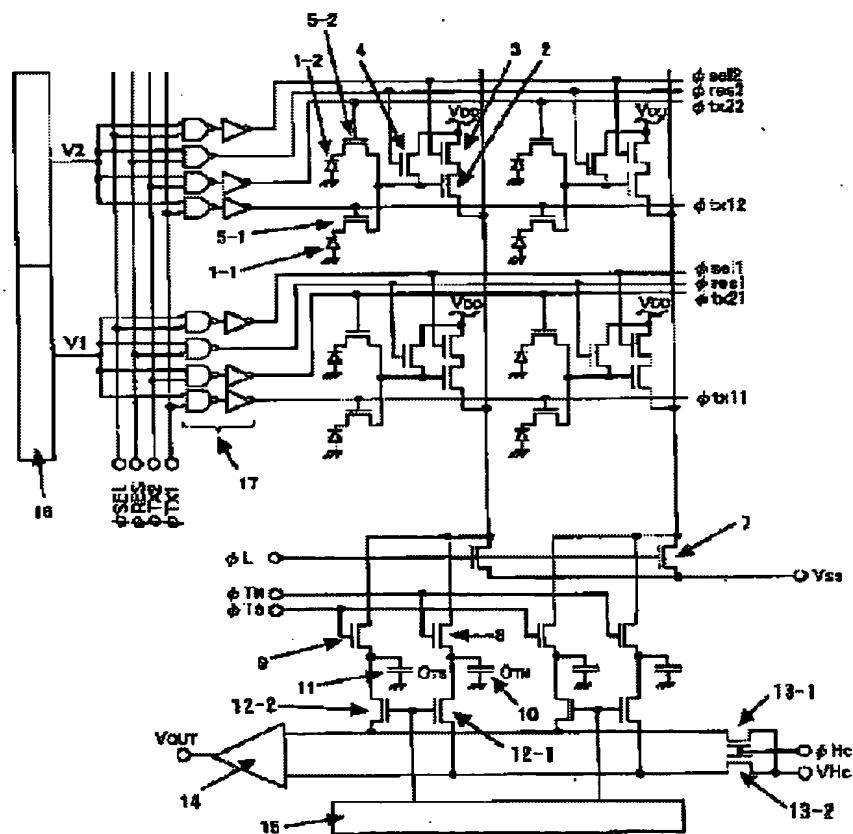 5-2
1-2
4
3
2
φsel2
φres2
φtx22
V2
VDD
VDD
φtx12
5-1
1-1
φsel1
φres1
φtx21
V1
VDD
VDD
φtx11
16
17
φSEL
φRES
φTX2
φTX1
7
φL
Vss
φTN
φTS
9
8
11
CTS
CTN
10
12-2
12-1
13-1
VOUT
14
φHc
VHc
13-2
15